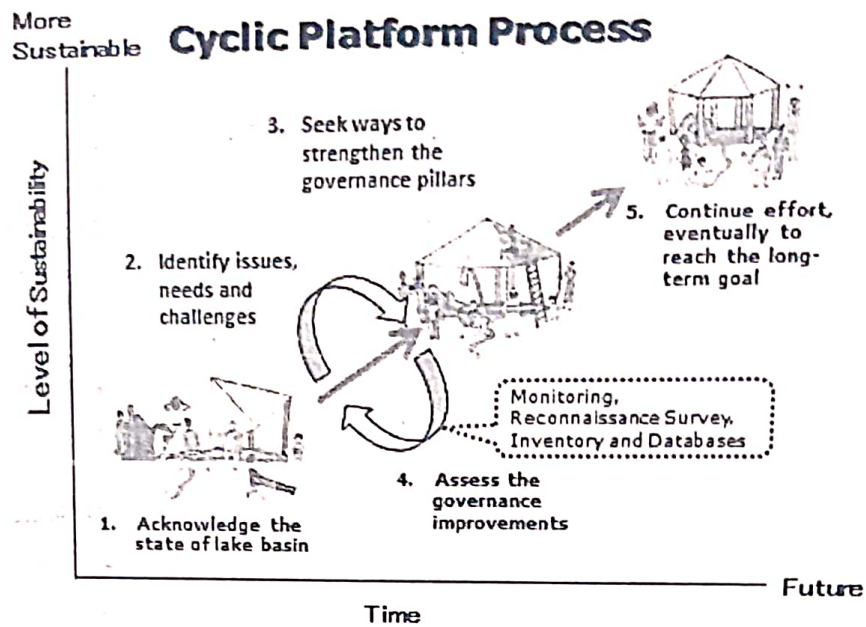 More
Sustainable
Cyclic Platform Process
Level of Sustainability
3. Seek ways to
strengthen the
governance pillars
2. Identify issues,
needs and
challenges
5. Continue effort,
eventually to
reach the long-
term goal
Monitoring,
Reconnaissance Survey,
Inventory and Databases
4. Assess the
governance
improvements
1. Acknowledge the
state of lake basin
Future
Time